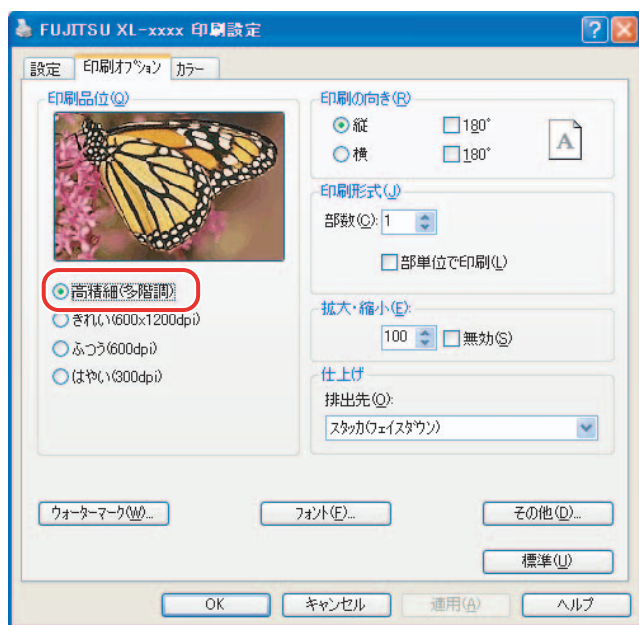 FUJITSU XL-xxxx 印刷設定
設定 印刷オプション カラー
印刷品位(Q)
高精細(多階調)
きれい(600x1200dpi)
ふつう(600dpi)
はやい(300dpi)
印刷の向き(R)
縦 180°
横 180°
A
印刷形式(J)
部数(C): 1
部単位で印刷(L)
拡大・縮小(E):
100 無効(S)
仕上げ
排出先(O):
スタッカ(フェイスダウン)
ウォーターマーク(W)... フォント(F)... その他(D)...
標準(U)
OK キャンセル 適用(A) ヘルプ